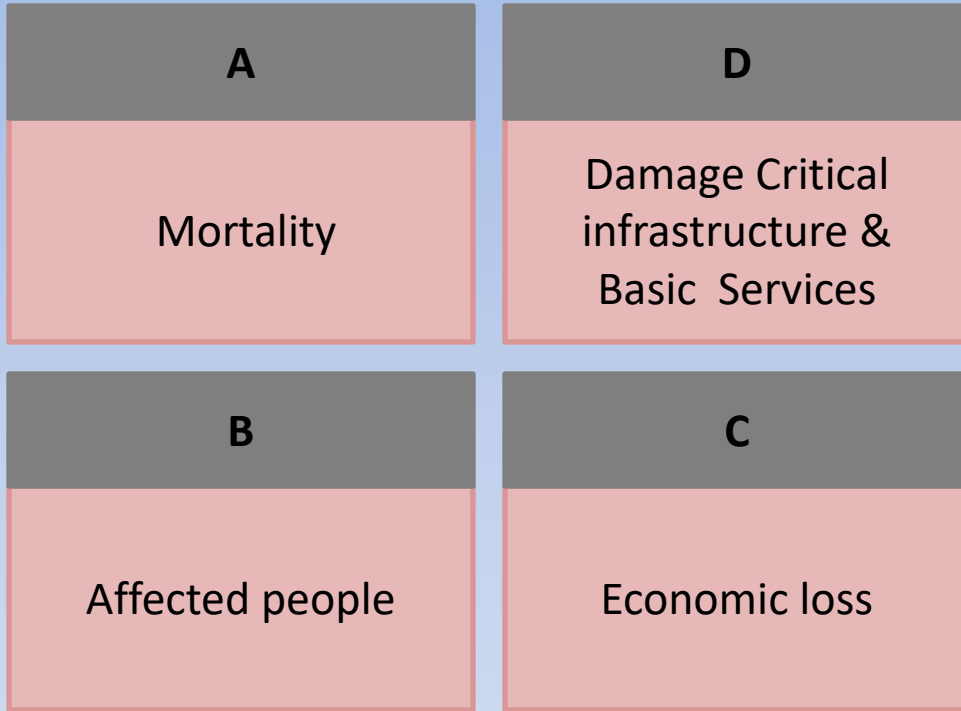 A
Mortality
D
Damage Critical
infrastructure &
Basic Services
B
Affected people
C
Economic loss